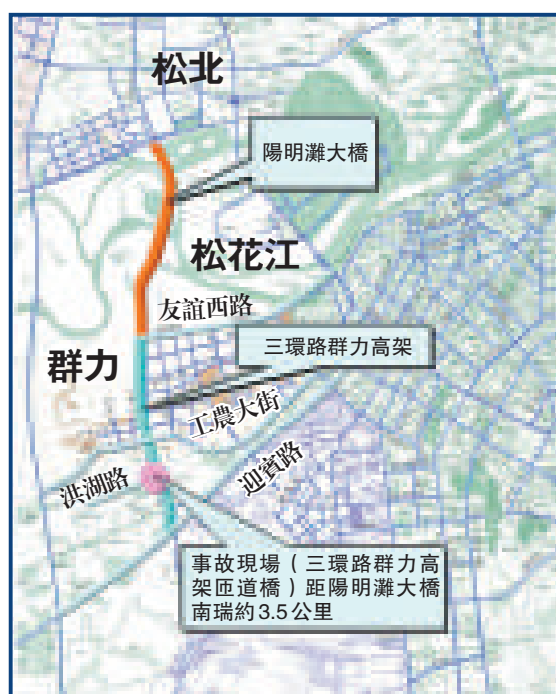 松北
陽明灘大橋
松花江
友誼西路
三環路群力高架
群力
工農大街
迎賓路
洪湖路
事故現場（三環路群力高
架匝道橋）距陽明灘大橋
南瑞約3.5公里